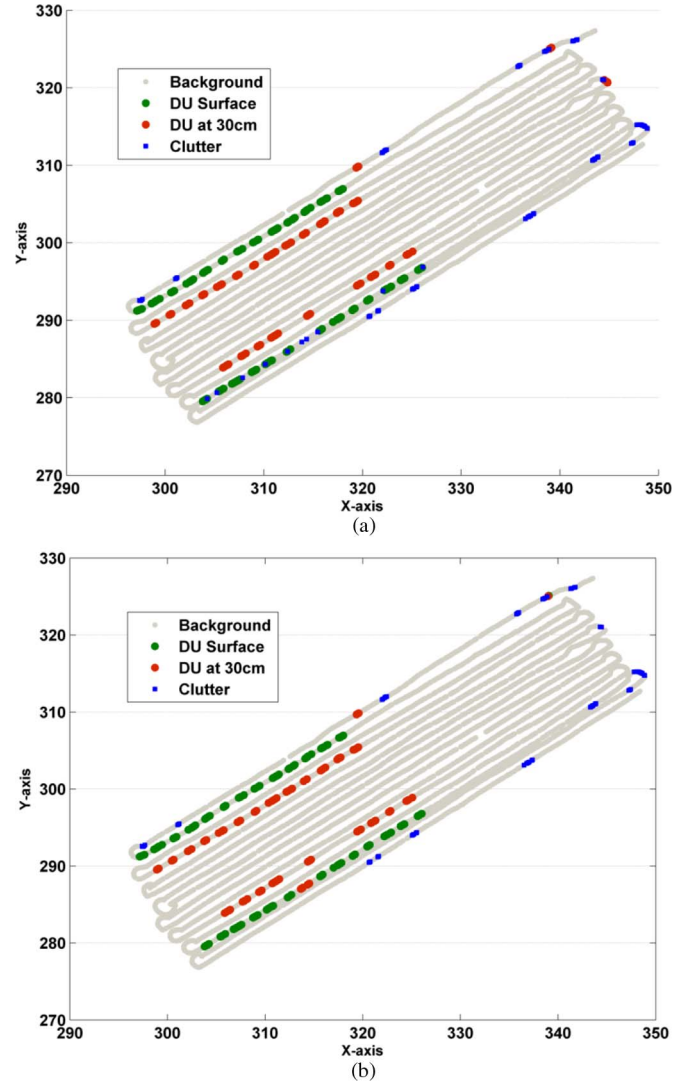 330
320
310
300
290
280
270
Y-axis
Background
DU Surface
DU at 30cm
Clutter
290
300
310
320
330
340
350
X-axis
(a)
330
320
310
300
290
280
270
Y-axis
Background
DU Surface
DU at 30cm
Clutter
290
300
310
320
330
340
350
X-axis
(b)